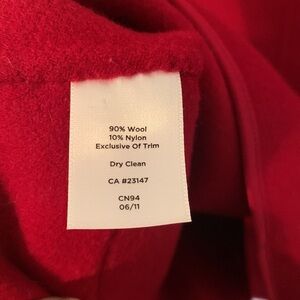 90% Wool
10% Nylon
Exclusive Of Trim
Dry Clean
CA #23147
CN94
06/11